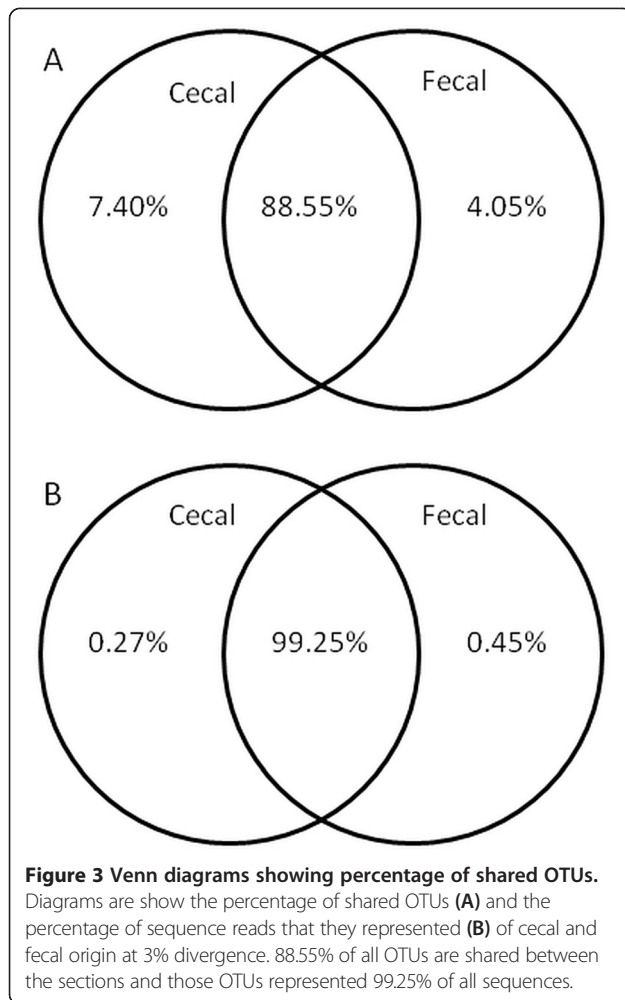 A
Cecal
Fecal
7.40%
88.55%
4.05%
B
Cecal
Fecal
0.27%
99.25%
0.45%
Figure 3 Venn diagrams showing percentage of shared OTUs.
Diagrams are show the percentage of shared OTUs (A) and the
percentage of sequence reads that they represented (B) of cecal and
fecal origin at 3% divergence. 88.55% of all OTUs are shared between
the sections and those OTUs represented 99.25% of all sequences.